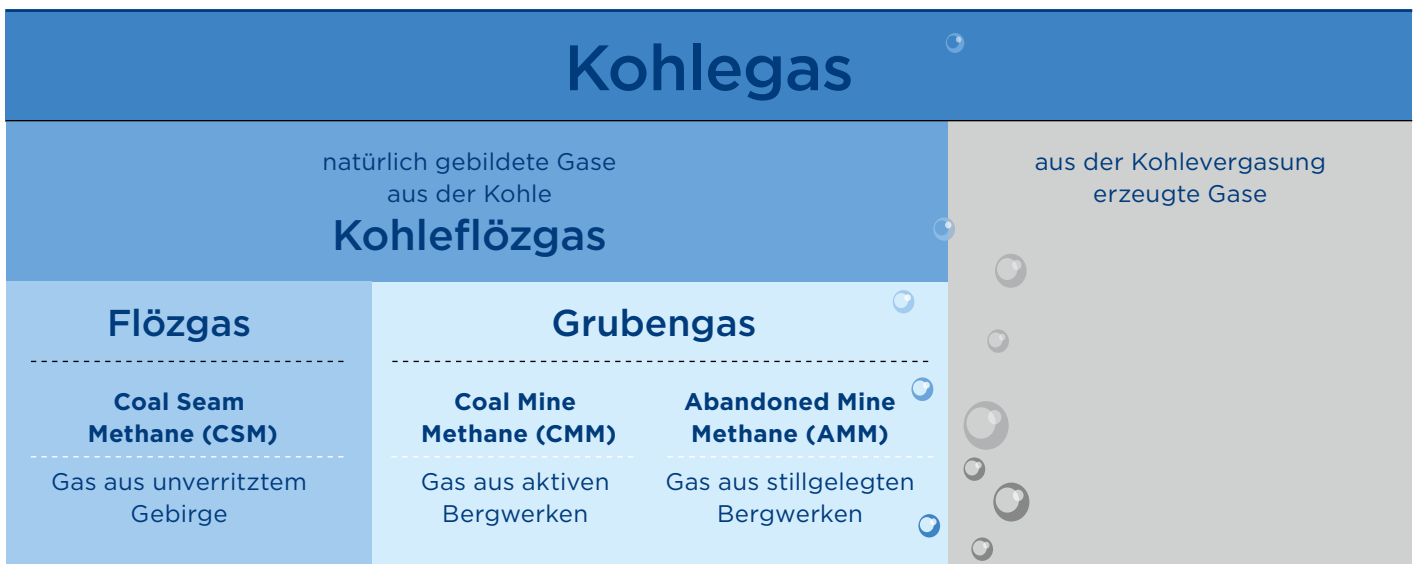 Kohlegas
natürlich gebildete Gase
aus der Kohle
Kohleflözgas
aus der Kohlevergasung
erzeugte Gase
Flözgas
Coal Seam
Methane (CSM)
Gas aus unverritztem
Gebirge
Grubengas
Coal Mine
Methane (CMM)
Gas aus aktiven
Bergwerken
Abandoned Mine
Methane (AMM)
Gas aus stillgelegten
Bergwerken